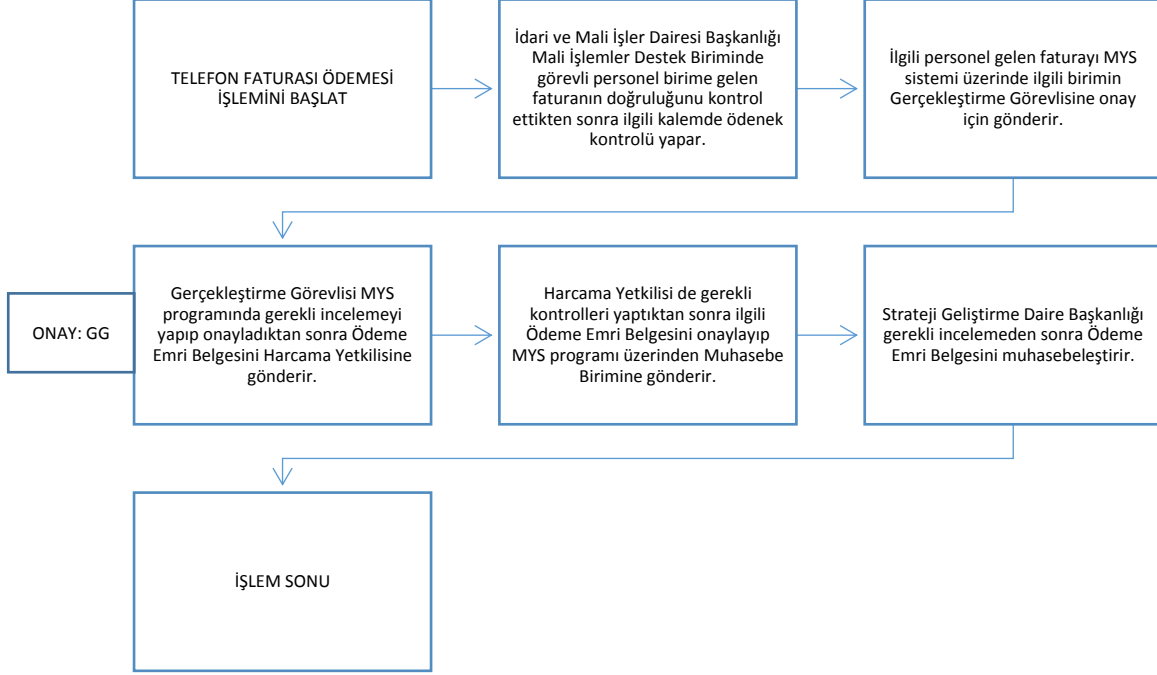 TELEFON FATURASI ÖDEMESİ
İŞLEMİNİ BAŞLAT
İdari ve Mali İşler Dairesi Başkanlığı
Mali İşlemler Destek Biriminde
görevli personel birime gelen
faturanın doğruluğunu kontrol
ettikten sonra ilgili kalemde ödenek
kontrolü yapar.
İlgili personel gelen faturayı MYS
sistemi üzerinde ilgili birimin
Gerçekleştirme Görevlisine onay
için gönderir.
ONAY: GG
Gerçekleştirme Görevlisi MYS
programında gerekli incelemeyi
yapıp onayladıktan sonra Ödeme
Emri Belgesini Harcama Yetkilisine
gönderir.
Harcama Yetkilisi de gerekli
kontrolleri yaptıktan sonra ilgili
Ödeme Emri Belgesini onaylayıp
MYS programı üzerinden Muhasebe
Birimine gönderir.
Strateji Geliştirme Daire Başkanlığı
gerekli incelemeden sonra Ödeme
Emri Belgesini muhasebeleştirir.
İŞLEM SONU